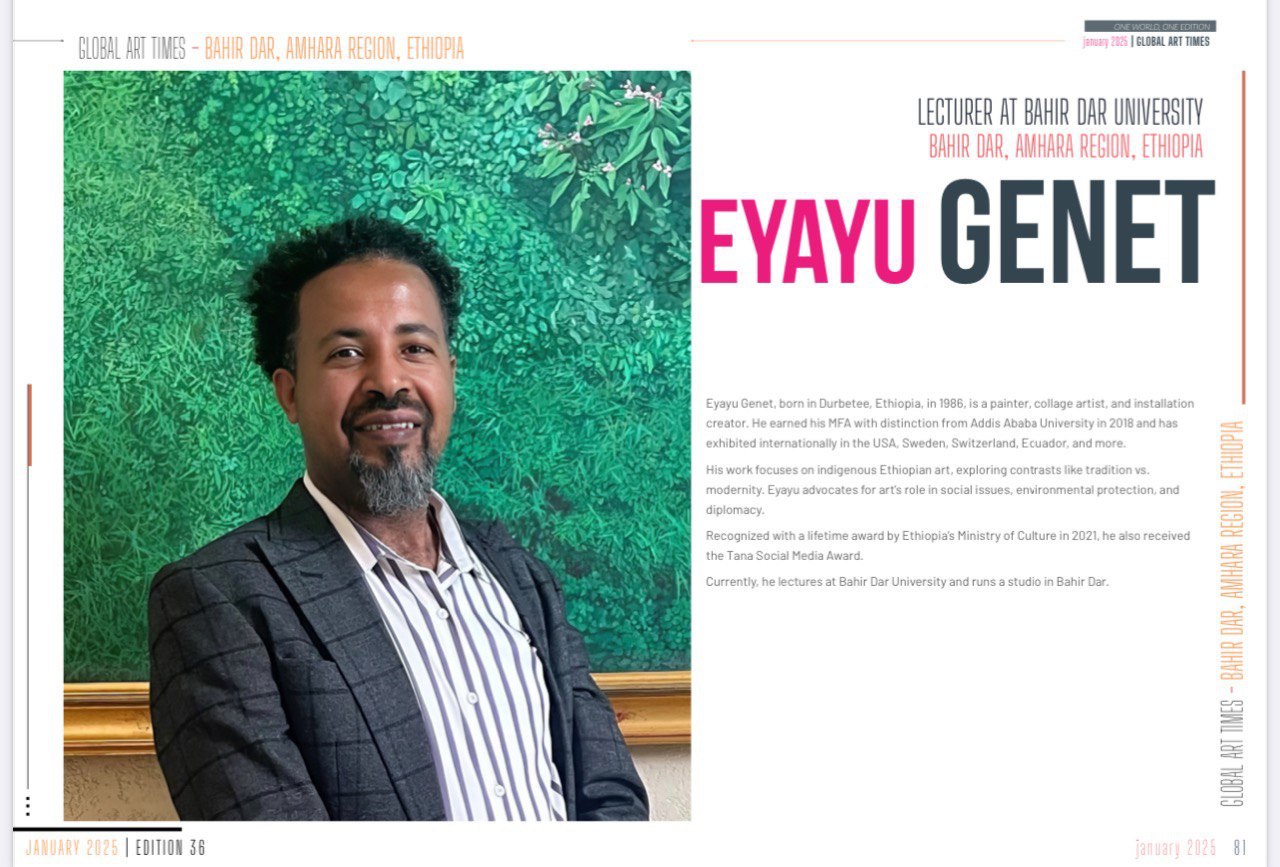 GLOBAL ART TIMES - BAHIR DAR, AMHARA REGION, ETHIOPIA
ONE WORLD, ONE EDITION
january 2025 | GLOBAL ART TIMES
LECTURER AT BAHIR DAR UNIVERSITY
BAHIR DAR, AMHARA REGION, ETHIOPIA
EYAYU GENET
Eyayu Genet, born in Durbetee, Ethiopia, in 1986, is a painter, collage artist, and installation
creator. He earned his MFA with distinction from Addis Ababa University in 2018 and has
exhibited internationally in the USA, Sweden, Switzerland, Ecuador, and more.
His work focuses on indigenous Ethiopian art, exploring contrasts like tradition vs.
modernity. Eyayu advocates for art's role in social issues, environmental protection, and
diplomacy.
Recognized with a lifetime award by Ethiopia's Ministry of Culture in 2021, he also received
the Tana Social Media Award.
Currently, he lectures at Bahir Dar University and runs a studio in Bahir Dar.
GLOBAL ART TIMES - BAHIR DAR, AMHARA REGION, ETHIOPIA
JANUARY 2025 | EDITION 36
january 2025 81